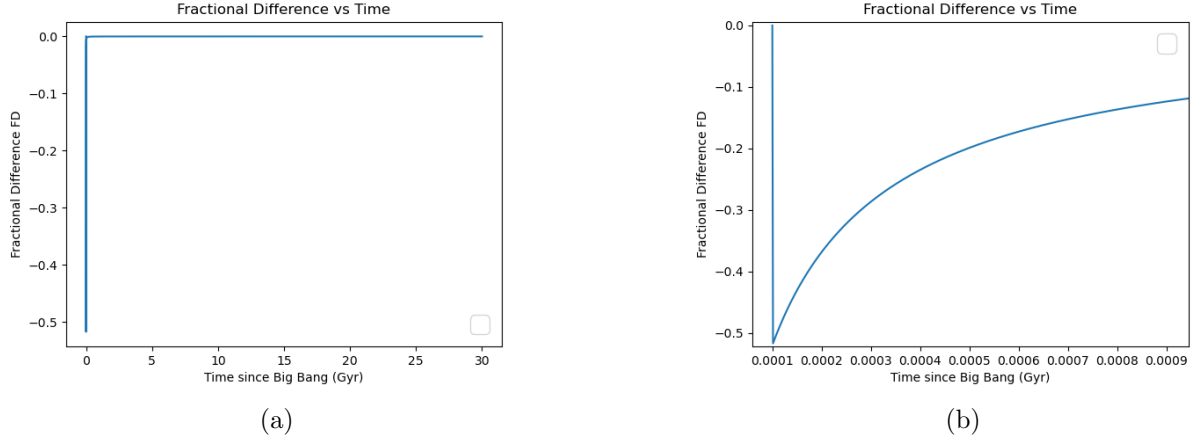 Fractional Difference vs Time
Fractional Difference FD
0.0
−0.1
−0.2
−0.3
−0.4
−0.5
0 5 10 15 20 25 30
Time since Big Bang (Gyr)
(a)
Fractional Difference vs Time
Fractional Difference FD
0.0
−0.1
−0.2
−0.3
−0.4
−0.5
0.0001 0.0002 0.0003 0.0004 0.0005 0.0006 0.0007 0.0008 0.0009
Time since Big Bang (Gyr)
(b)